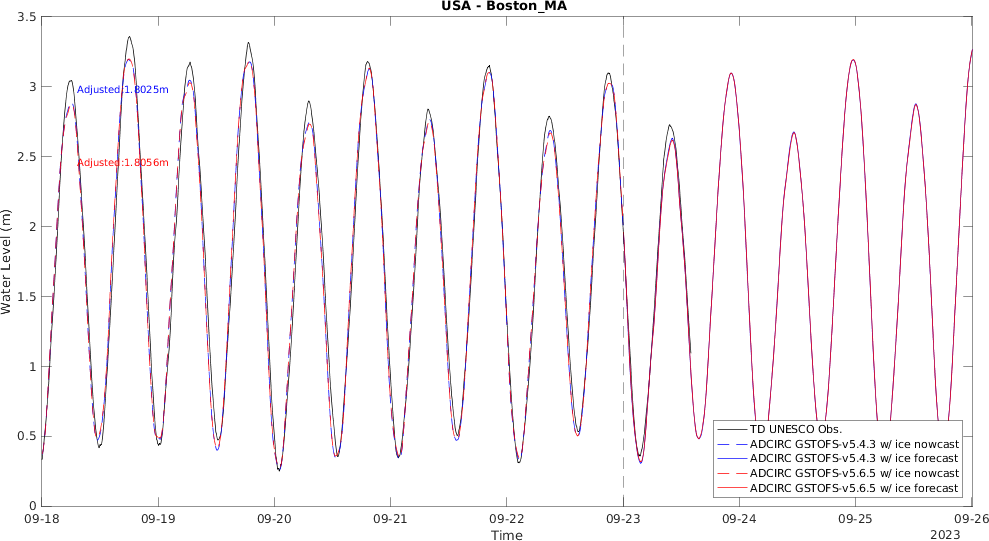 USA - Boston_MA
3.5
3
2.5
2
1.5
1
0.5
0
Water Level (m)
Adjusted:1.8025m
Adjusted:1.8056m
TD UNESCO Obs.
ADCIRC GSTOFS-v5.4.3 w/ ice nowcast
ADCIRC GSTOFS-v5.4.3 w/ ice forecast
ADCIRC GSTOFS-v5.6.5 w/ ice nowcast
ADCIRC GSTOFS-v5.6.5 w/ ice forecast
09-18 09-19 09-20 09-21 09-22 09-23 09-24 09-25 09-26
Time
2023